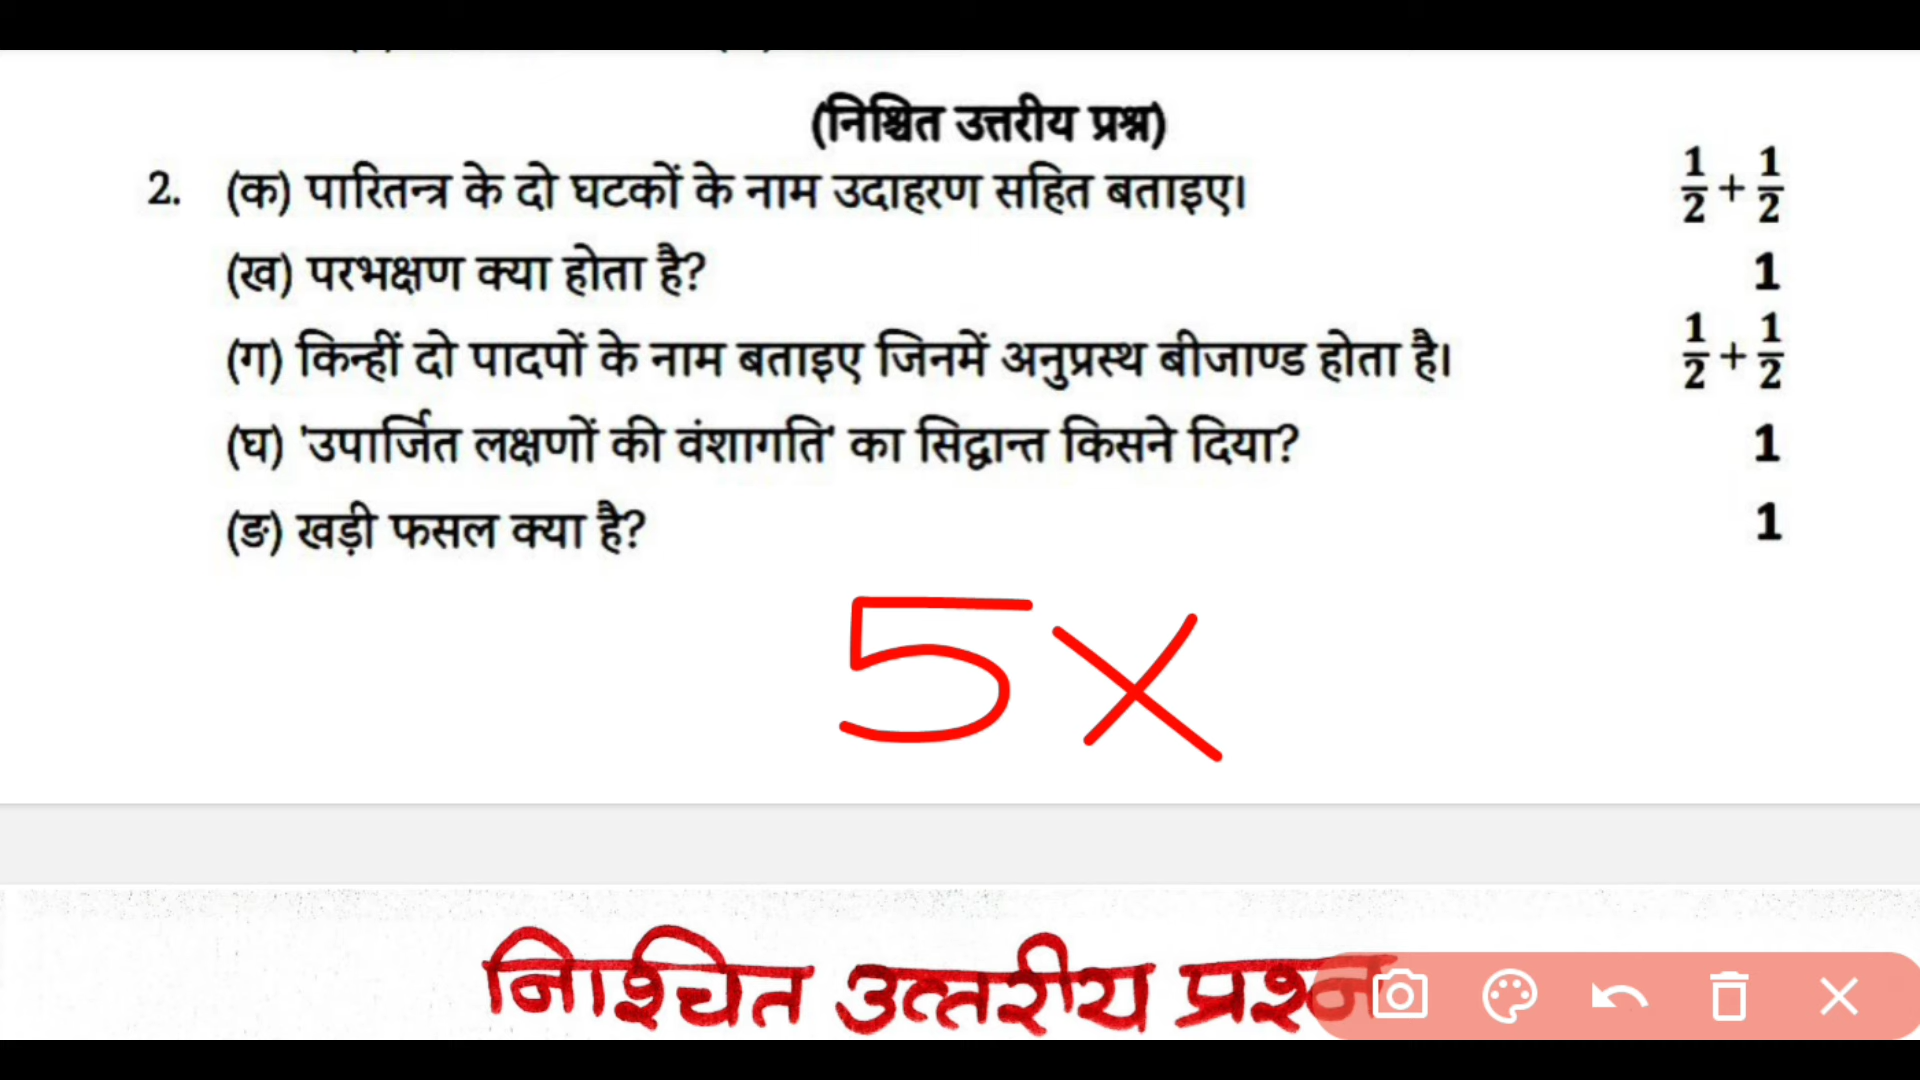 (निश्चित उत्तरीय प्रश्न)
2. (क) पारितन्त्र के दो घटकों के नाम उदाहरण सहित बताइए। 1/2 + 1/2
(ख) परभक्षण क्या होता है? 1
(ग) किन्हीं दो पादपों के नाम बताइए जिनमें अनुप्रस्थ बीजाण्ड होता है। 1/2 + 1/2
(घ) 'उपार्जित लक्षणों की वंशागति' का सिद्धान्त किसने दिया? 1
(ङ) खड़ी फसल क्या है? 1
5×
निश्चित उत्तरीय प्रश्न